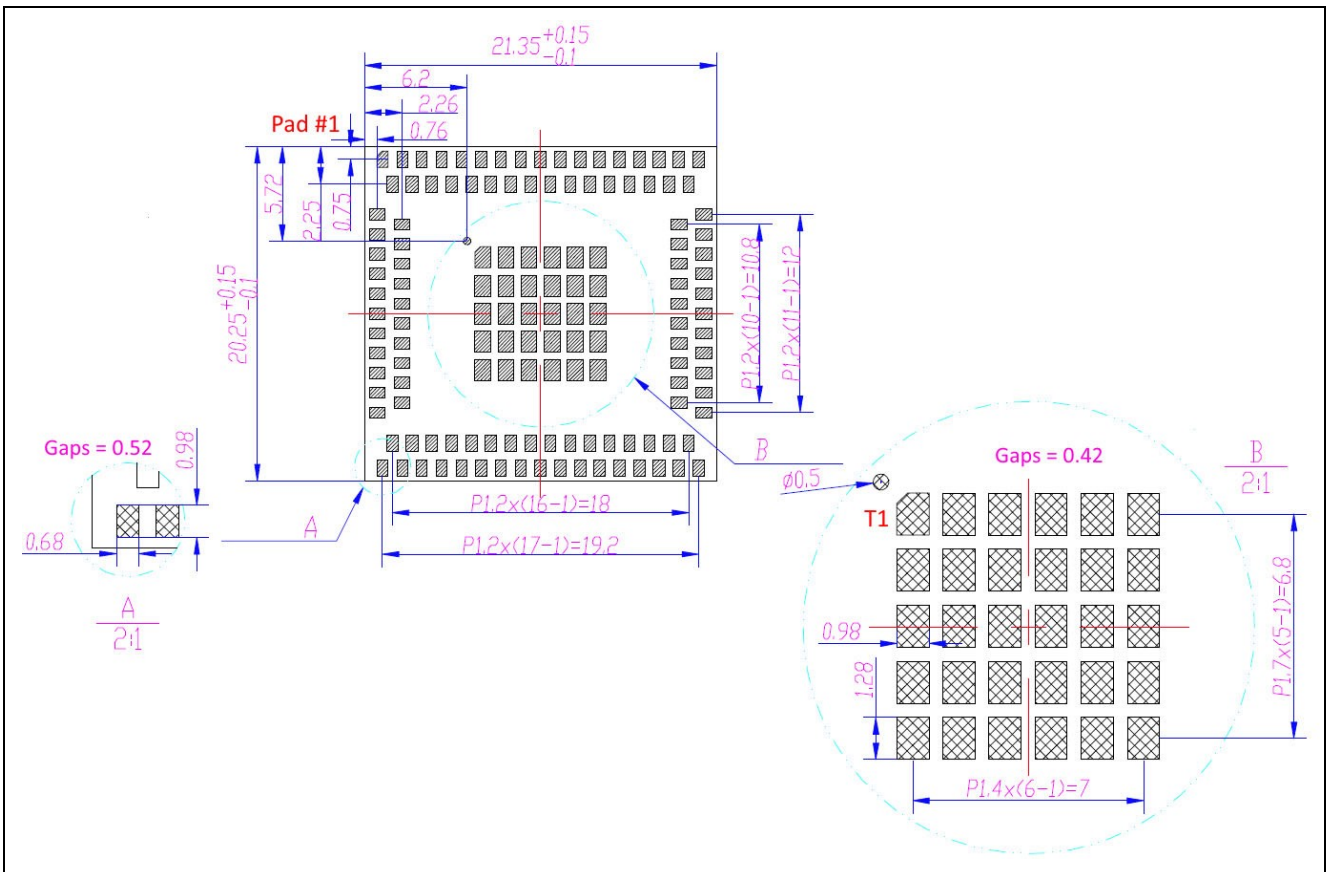 21.35 +0.15 -0.1
6.2
2.26
Pad #1
0.76
5.72
2.25
0.75
20.25 +0.15 -0.1
P1.2x(10-1)=10.8
P1.2x(11-1)=12
Gaps = 0.52
0.98
0.68
A
2:1
A
P1.2x(16-1)=18
P1.2x(17-1)=19.2
B
Gaps = 0.42
B
2:1
ϕ0.5
T1
0.98
1.28
P1.7x(5-1)=6.8
P1.4x(6-1)=7